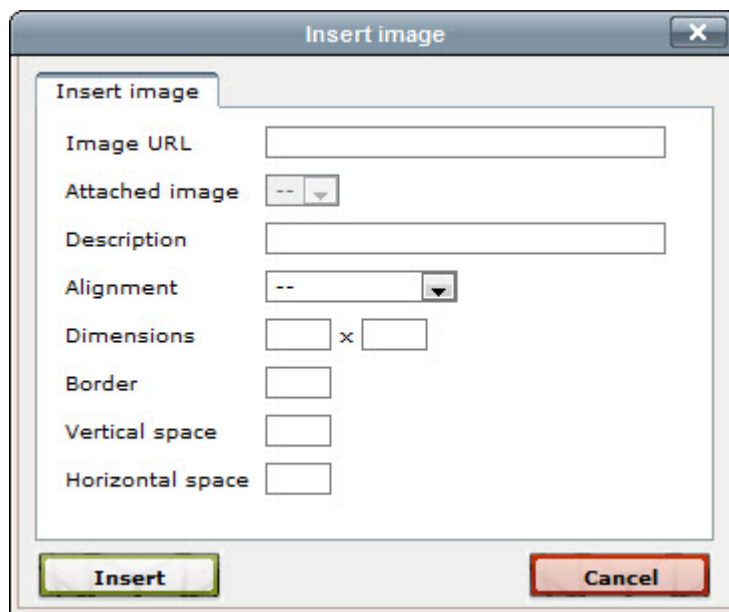 Insert image
Insert image
Image URL
Attached image --
Description
Alignment --
Dimensions x
Border
Vertical space
Horizontal space
Insert Cancel